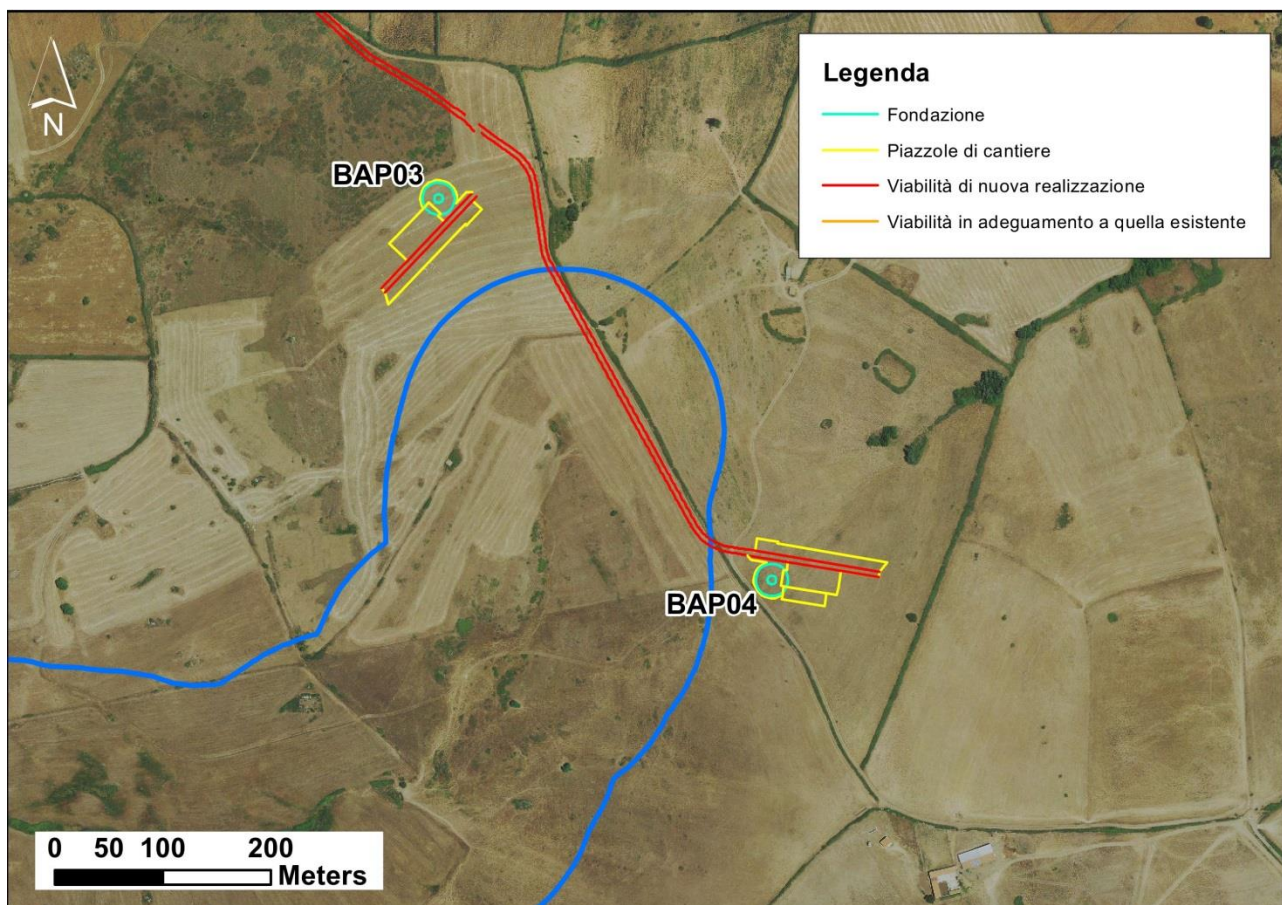 N
Legenda
Fondazione
Piazzole di cantiere
Viabilità di nuova realizzazione
Viabilità in adeguamento a quella esistente
BAP03
BAP04
0 50 100 200
Meters